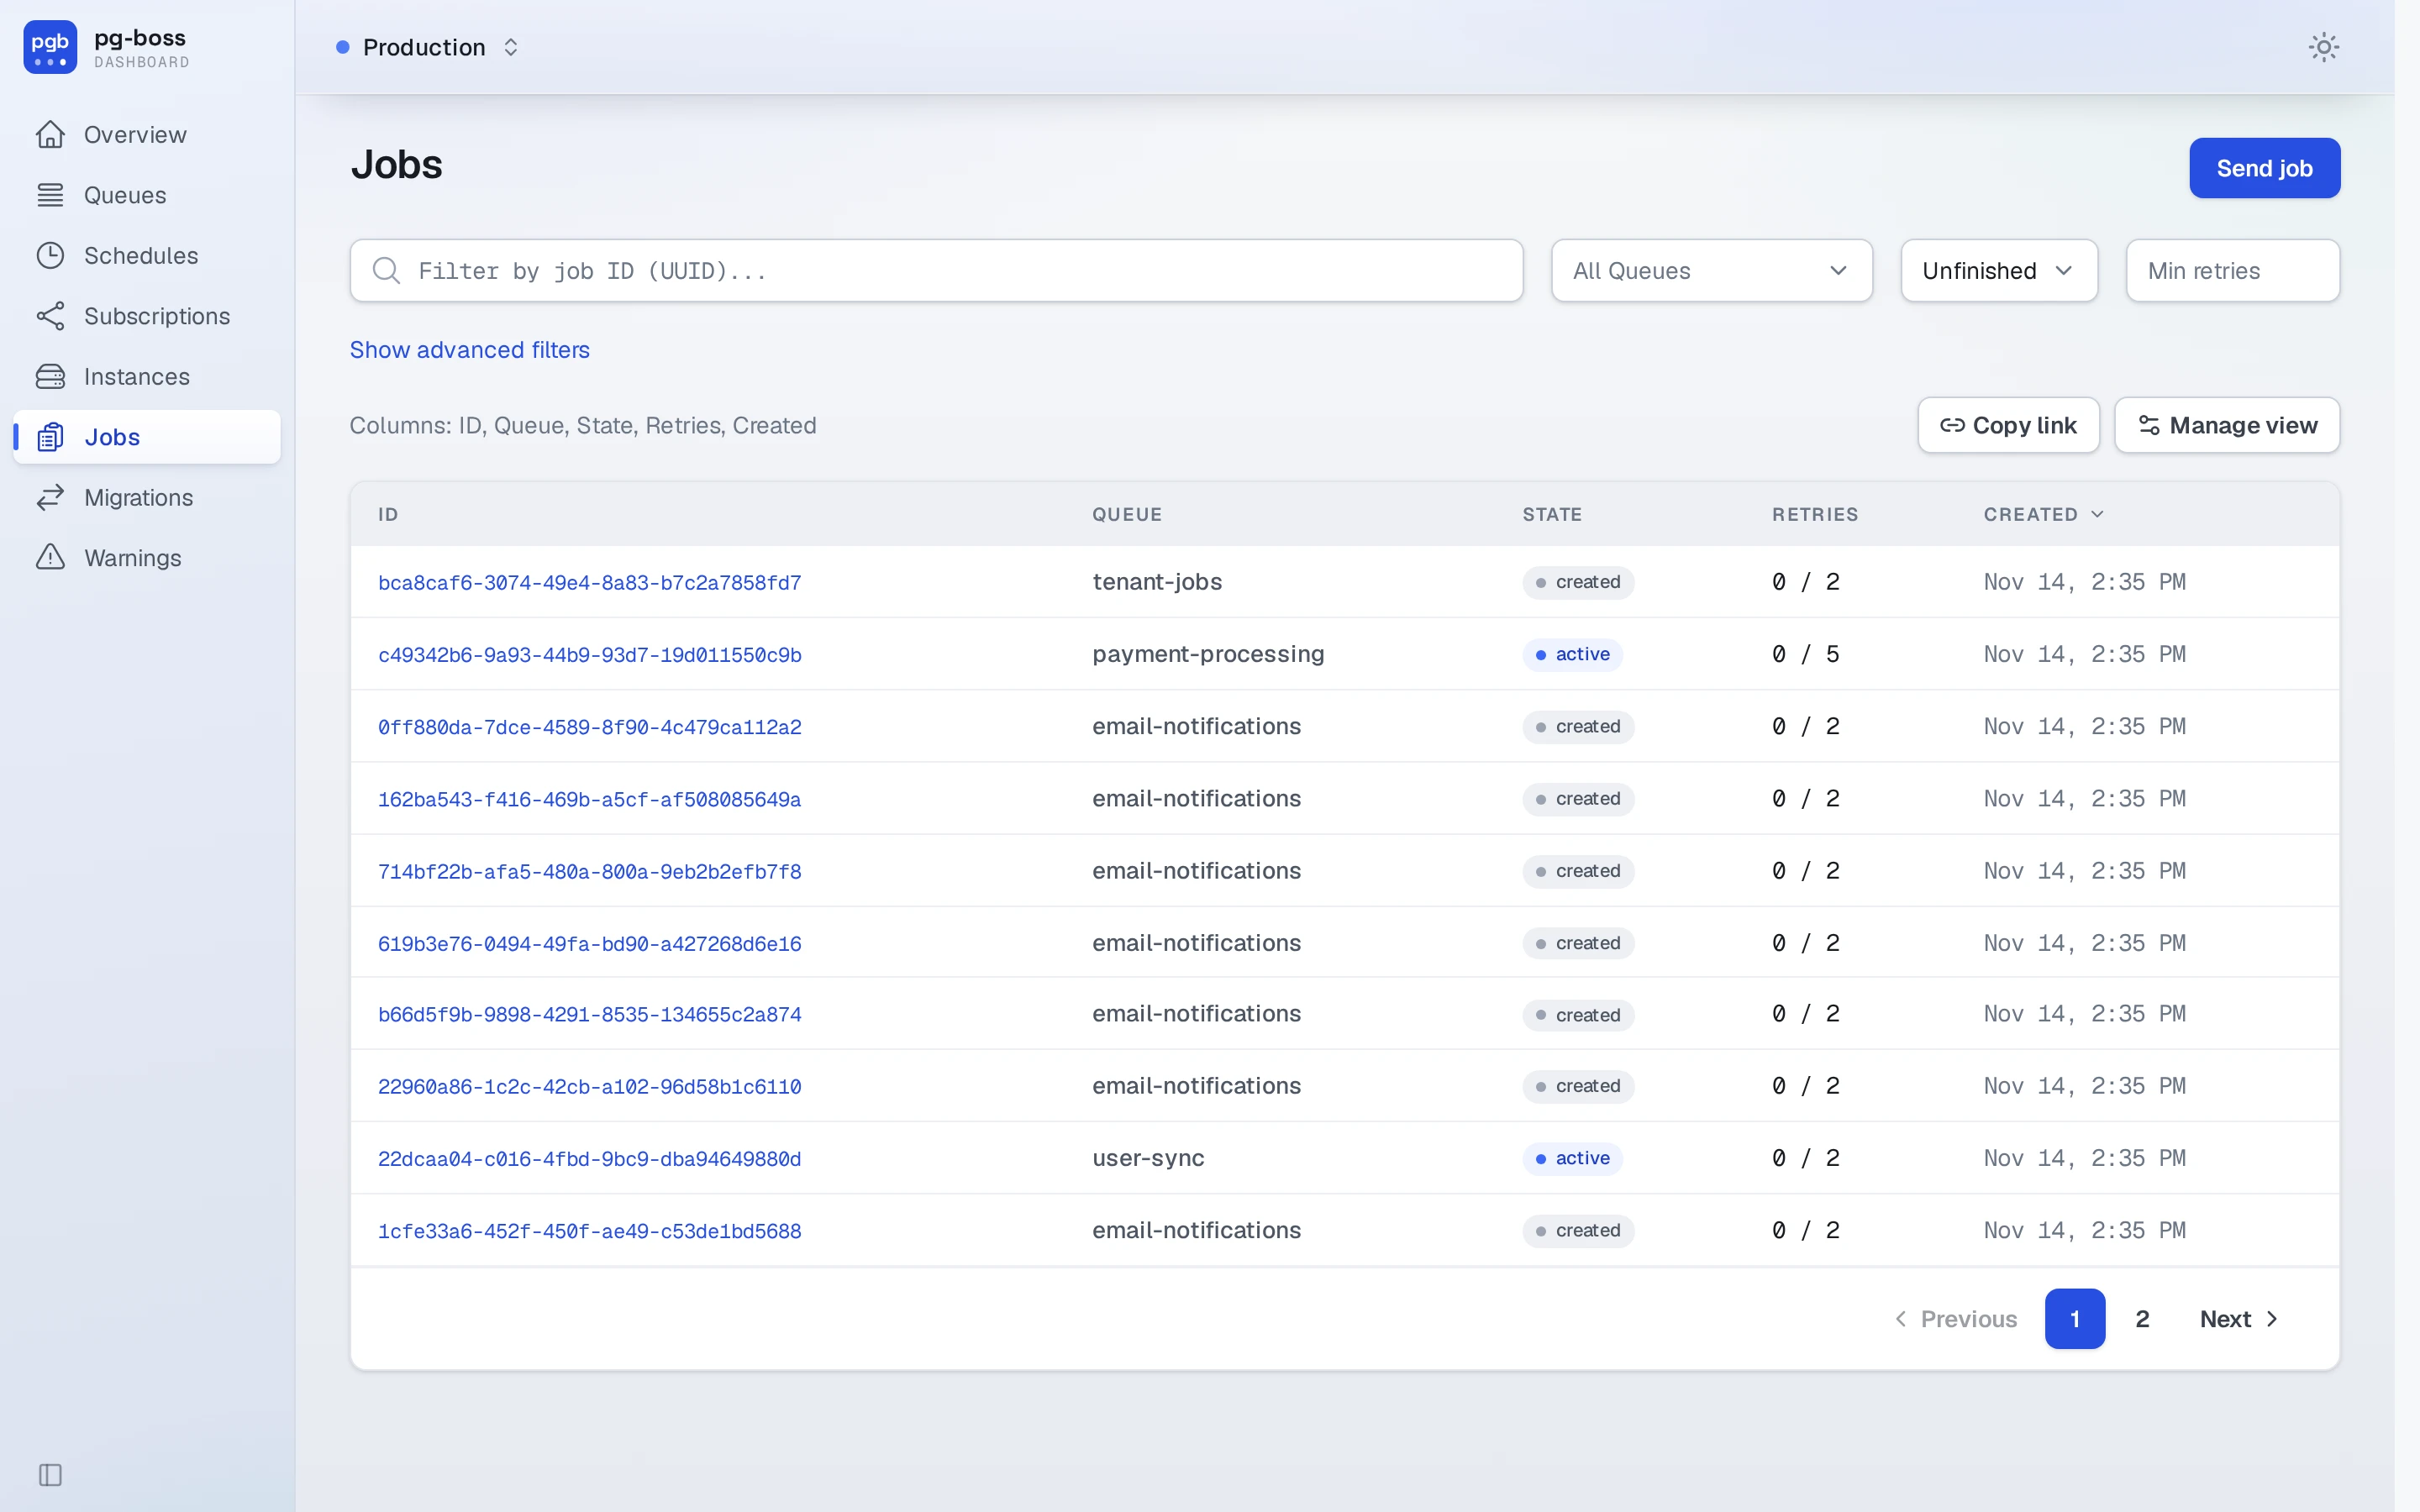 pgb
pg-boss
DASHBOARD
Overview
Queues
Schedules
Subscriptions
Instances
Jobs
Migrations
Warnings
Production
Jobs
Send job
Filter by job ID (UUID)...
All Queues
Unfinished
Min retries
Show advanced filters
Columns: ID, Queue, State, Retries, Created
Copy link
Manage view
ID QUEUE STATE RETRIES CREATED
bca8caf6-3074-49e4-8a83-b7c2a7858fd7 tenant-jobs created 0 / 2 Nov 14, 2:35 PM
c49342b6-9a93-44b9-93d7-19d011550c9b payment-processing active 0 / 5 Nov 14, 2:35 PM
0ff880da-7dce-4589-8f90-4c479ca112a2 email-notifications created 0 / 2 Nov 14, 2:35 PM
162ba543-f416-469b-a5cf-af508085649a email-notifications created 0 / 2 Nov 14, 2:35 PM
714bf22b-afa5-480a-800a-9eb2b2efb7f8 email-notifications created 0 / 2 Nov 14, 2:35 PM
619b3e76-0494-49fa-bd90-a427268d6e16 email-notifications created 0 / 2 Nov 14, 2:35 PM
b66d5f9b-9898-4291-8535-134655c2a874 email-notifications created 0 / 2 Nov 14, 2:35 PM
22960a86-1c2c-42cb-a102-96d58b1c6110 email-notifications created 0 / 2 Nov 14, 2:35 PM
22dcaa04-c016-4fbd-9bc9-dba94649880d user-sync active 0 / 2 Nov 14, 2:35 PM
1cfe33a6-452f-450f-ae49-c53de1bd5688 email-notifications created 0 / 2 Nov 14, 2:35 PM
Previous 1 2 Next